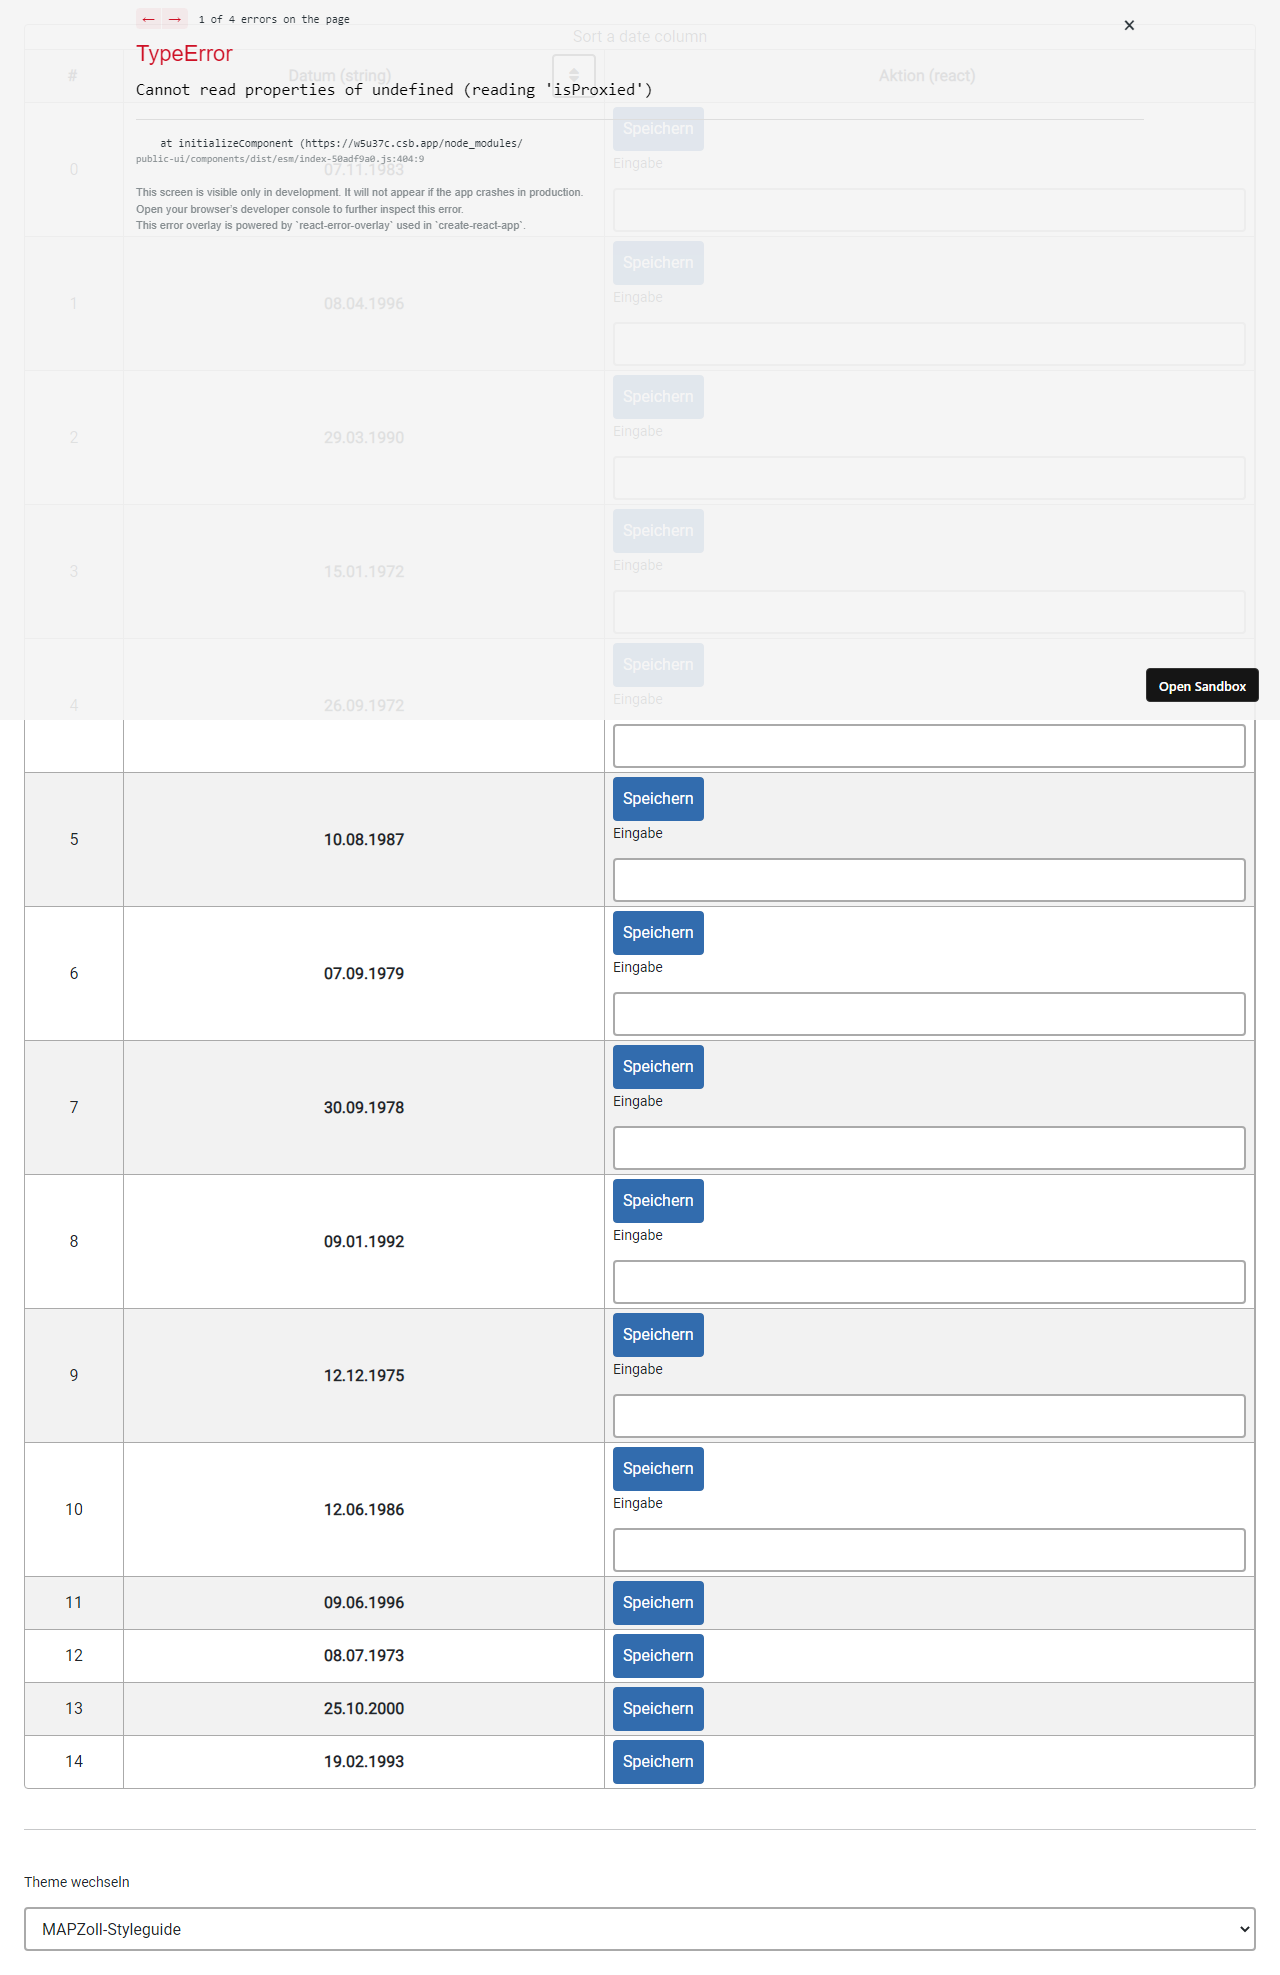 ← → 1 of 4 errors on the page
×
Sort a date column
TypeError
# Datum (string) Aktion (react)
Cannot read properties of undefined (reading 'isProxied')
Speichern
at initializeComponent (https://w5u37c.csb.app/node_modules/
public-ui/components/dist/esm/index-50adf9a0.js:404:9
Eingabe
0 07.11.1983
This screen is visible only in development. It will not appear if the app crashes in production.
Open your browser's developer console to further inspect this error.
This error overlay is powered by `react-error-overlay` used in `create-react-app`.
Speichern
Eingabe
1 08.04.1996
Speichern
Eingabe
2 29.03.1990
Speichern
Eingabe
3 15.01.1972
Speichern
Open Sandbox
Eingabe
4 26.09.1972
Speichern
Eingabe
5 10.08.1987
Speichern
Eingabe
6 07.09.1979
Speichern
Eingabe
7 30.09.1978
Speichern
Eingabe
8 09.01.1992
Speichern
Eingabe
9 12.12.1975
Speichern
Eingabe
10 12.06.1986
11 09.06.1996 Speichern
12 08.07.1973 Speichern
13 25.10.2000 Speichern
14 19.02.1993 Speichern
Theme wechseln
MAPZoll-Styleguide